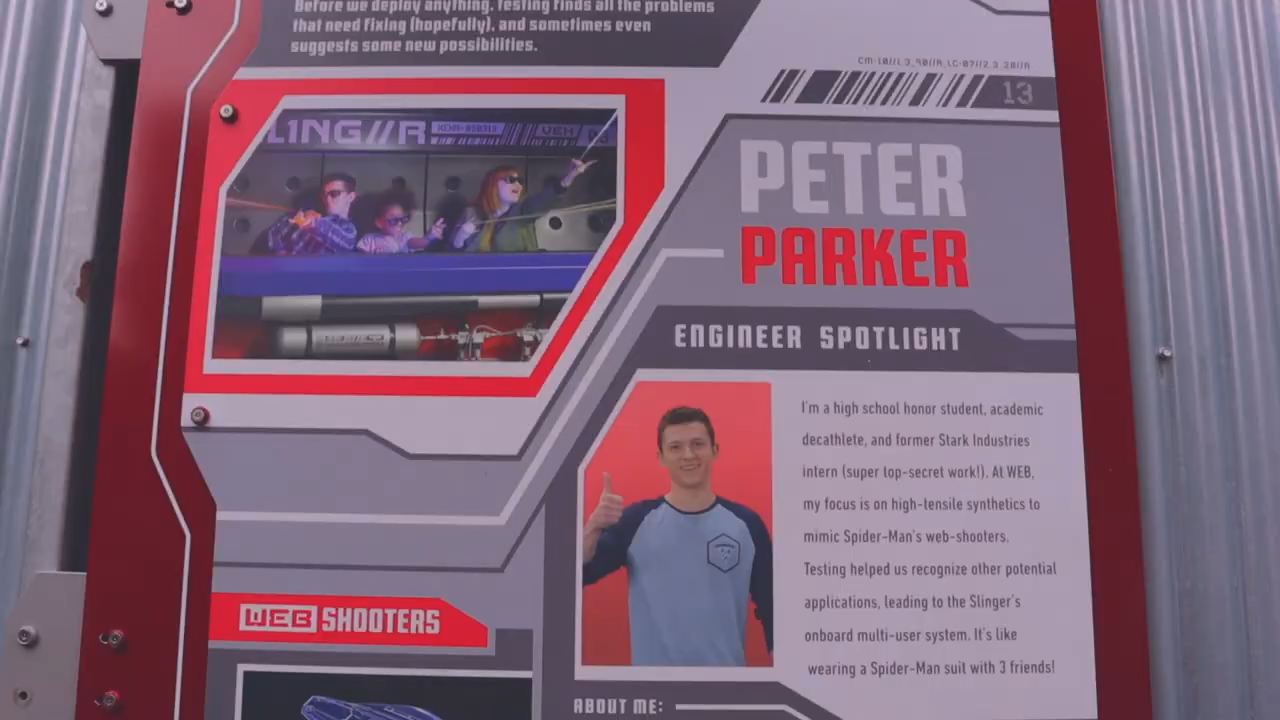 Before we deploy anything, Testing finds all the problems
that need fixing (hopefully), and sometimes even
suggests some new possibilities.
13
L1NG//R
VEH
PETER
PARKER
ENGINEER SPOTLIGHT
I'm a high school honor student, academic
decathlete, and former Stark Industries
intern (super top-secret work!). At WEB,
my focus is on high-tensile synthetics to
mimic Spider-Man's web-shooters.
Testing helped us recognize other potential
applications, leading to the Slinger's
onboard multi-user system. It's like
wearing a Spider-Man suit with 3 friends!
WEB SHOOTERS
ABOUT ME: